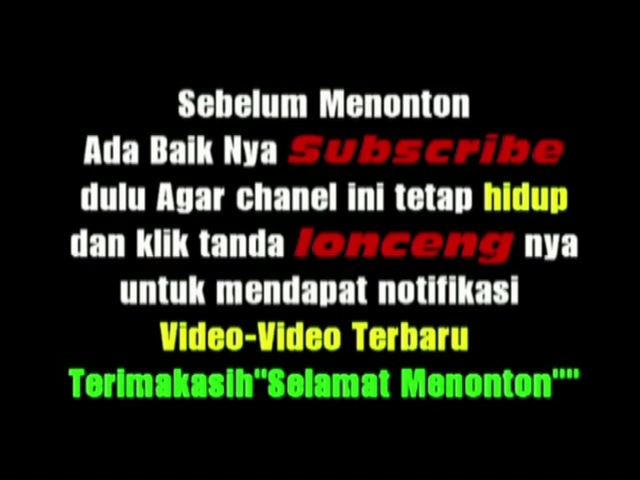 Sebelum Menonton
Ada Baik Nya Subscribe
dulu Agar chanel ini tetap hidup
dan klik tanda lonceng nya
untuk mendapat notifikasi
Video-Video Terbaru
Terimakasih"Selamat Menonton""